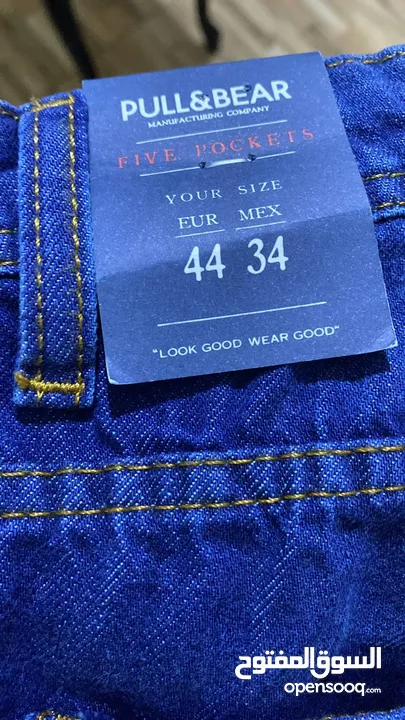 PULL&BEAR
MANUFACTURING COMPANY
FIVE POCKETS
YOUR SIZE
EUR MEX
44 34
"LOOK GOOD WEAR GOOD"
السوق المفتوح
opensooq.com